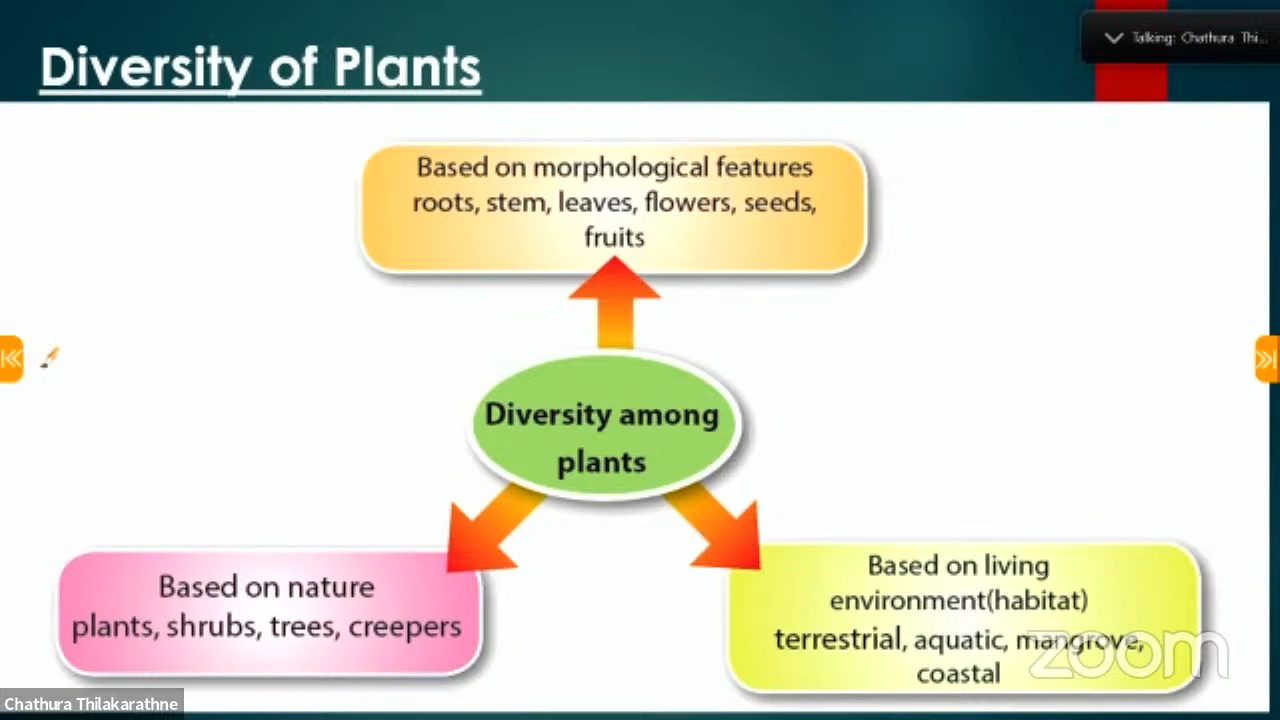 Diversity of Plants
Talking: Chathura Thi...
Based on morphological features
roots, stem, leaves, flowers, seeds,
fruits
Diversity among
plants
Based on nature
plants, shrubs, trees, creepers
Based on living
environment(habitat)
terrestrial, aquatic, mangrove,
coastal
zoom
Chathura Thilakarathne